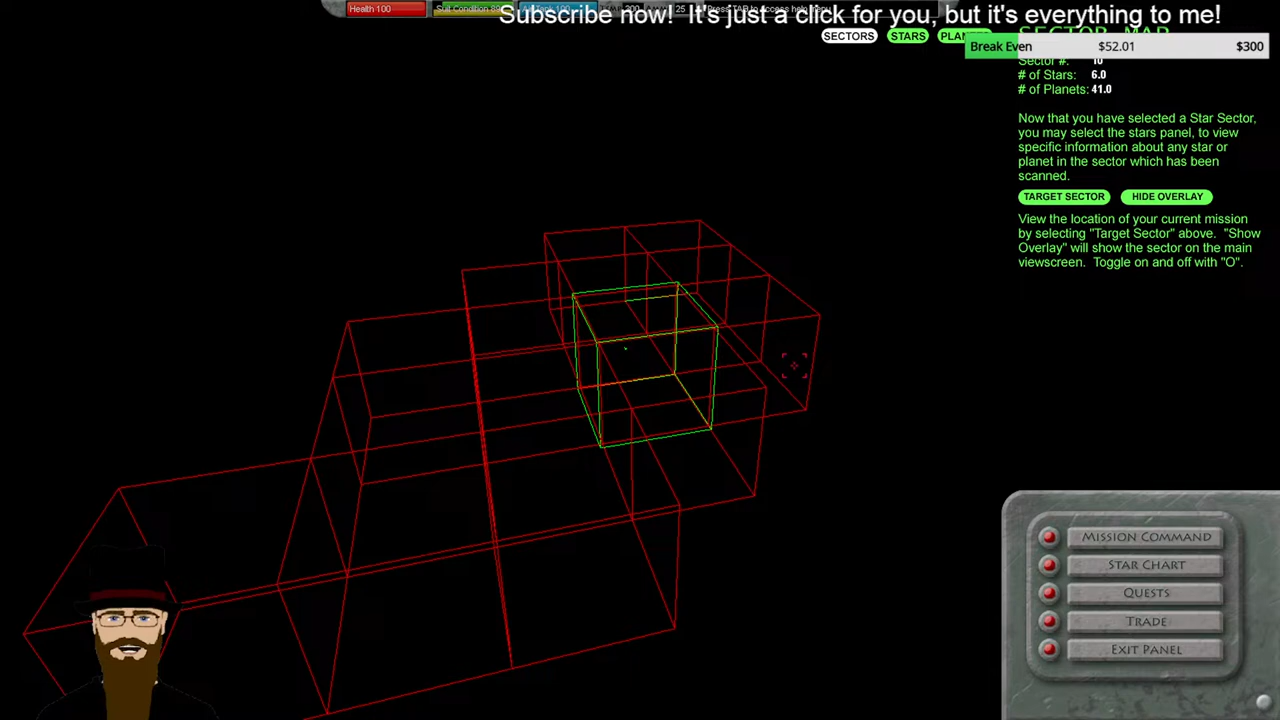 Health 100
Suit Condition
Subscribe now! It's just a click for you, but it's everything to me!
SECTORS
STARS
Break Even $52.01 $300
SECTOR MAP
Sector #: 10
# of Stars: 6.0
# of Planets: 41.0
Now that you have selected a Star Sector,
you may select the stars panel, to view
specific information about any star or
planet in the sector which has been
scanned.
TARGET SECTOR
HIDE OVERLAY
View the location of your current mission
by selecting "Target Sector" above. "Show
Overlay" will show the sector on the main
viewscreen. Toggle on and off with "O".
MISSION COMMAND
STAR CHART
QUESTS
TRADE
EXIT PANEL